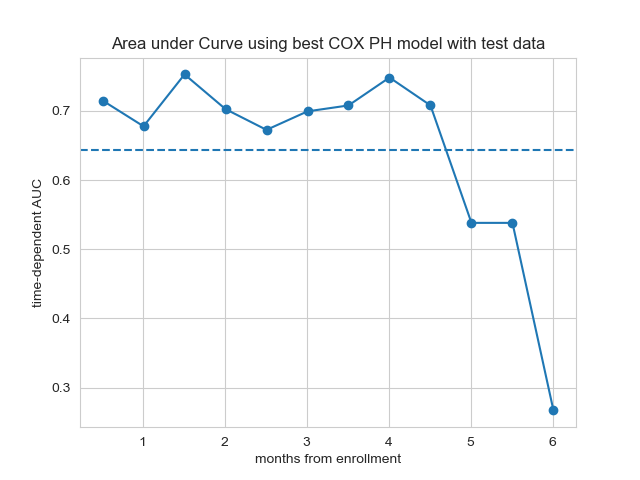 Area under Curve using best COX PH model with test data
time-dependent AUC
0.7
0.6
0.5
0.4
0.3
1 2 3 4 5 6
months from enrollment